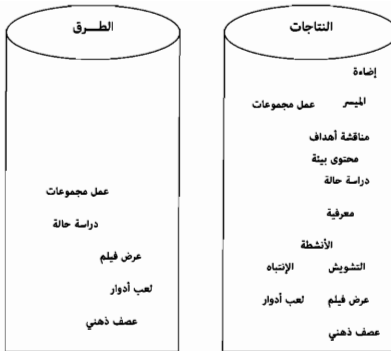 النتاجات
إضاءة
الميسر عمل مجموعات
مناقشة أهداف
محتوى بيئة
دراسة حالة
معرفية
الأنشطة
التشويش الإنتباه
عرض فيلم لعب أدوار
عصف ذهني
الطـــرق
عمل مجموعات
دراسة حالة
عرض فيلم
لعب أدوار
عصف ذهني